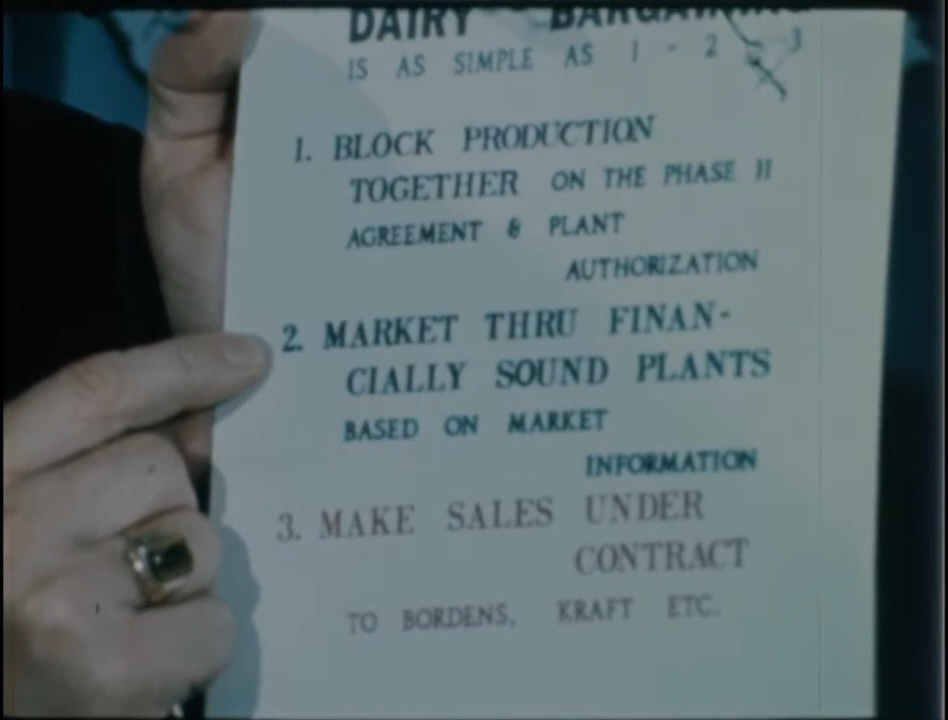 DAIRY BARGAINING
IS AS SIMPLE AS 1 - 2 - 3
1. BLOCK PRODUCTION
TOGETHER ON THE PHASE II
AGREEMENT & PLANT
AUTHORIZATION
2. MARKET THRU FINAN-
CIALLY SOUND PLANTS
BASED ON MARKET
INFORMATION
3. MAKE SALES UNDER
CONTRACT
TO BORDENS, KRAFT ETC.